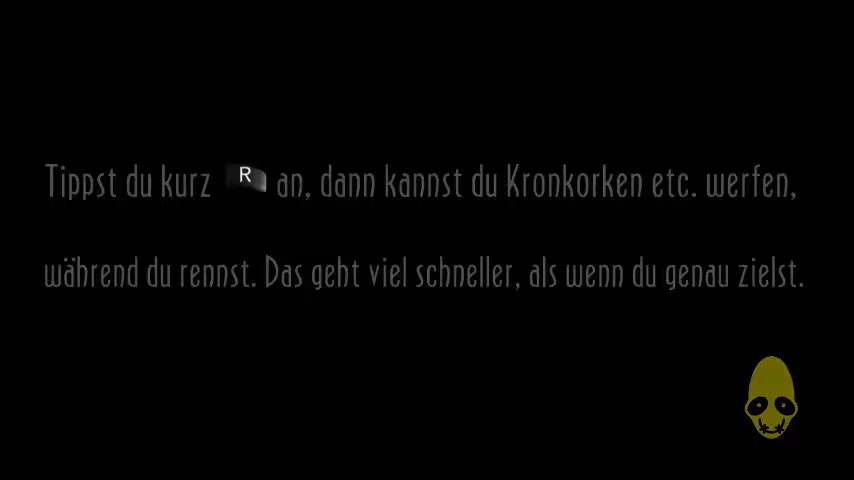 Tippst du kurz R an, dann kannst du Kronkorken etc. werfen,
während du rennst. Das geht viel schneller, als wenn du genau zielst.